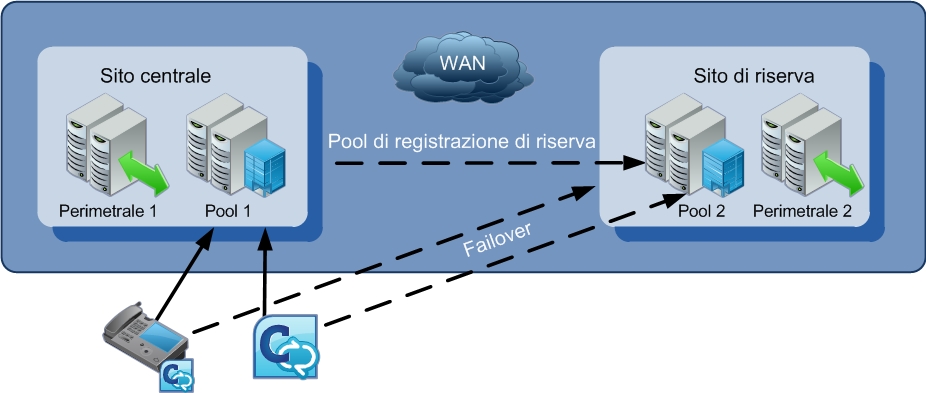 Sito centrale
WAN
Sito di riserva
Pool di registrazione di riserva
Perimetrale 1
Pool 1
Pool 2
Perimetrale 2
Failover
C
C